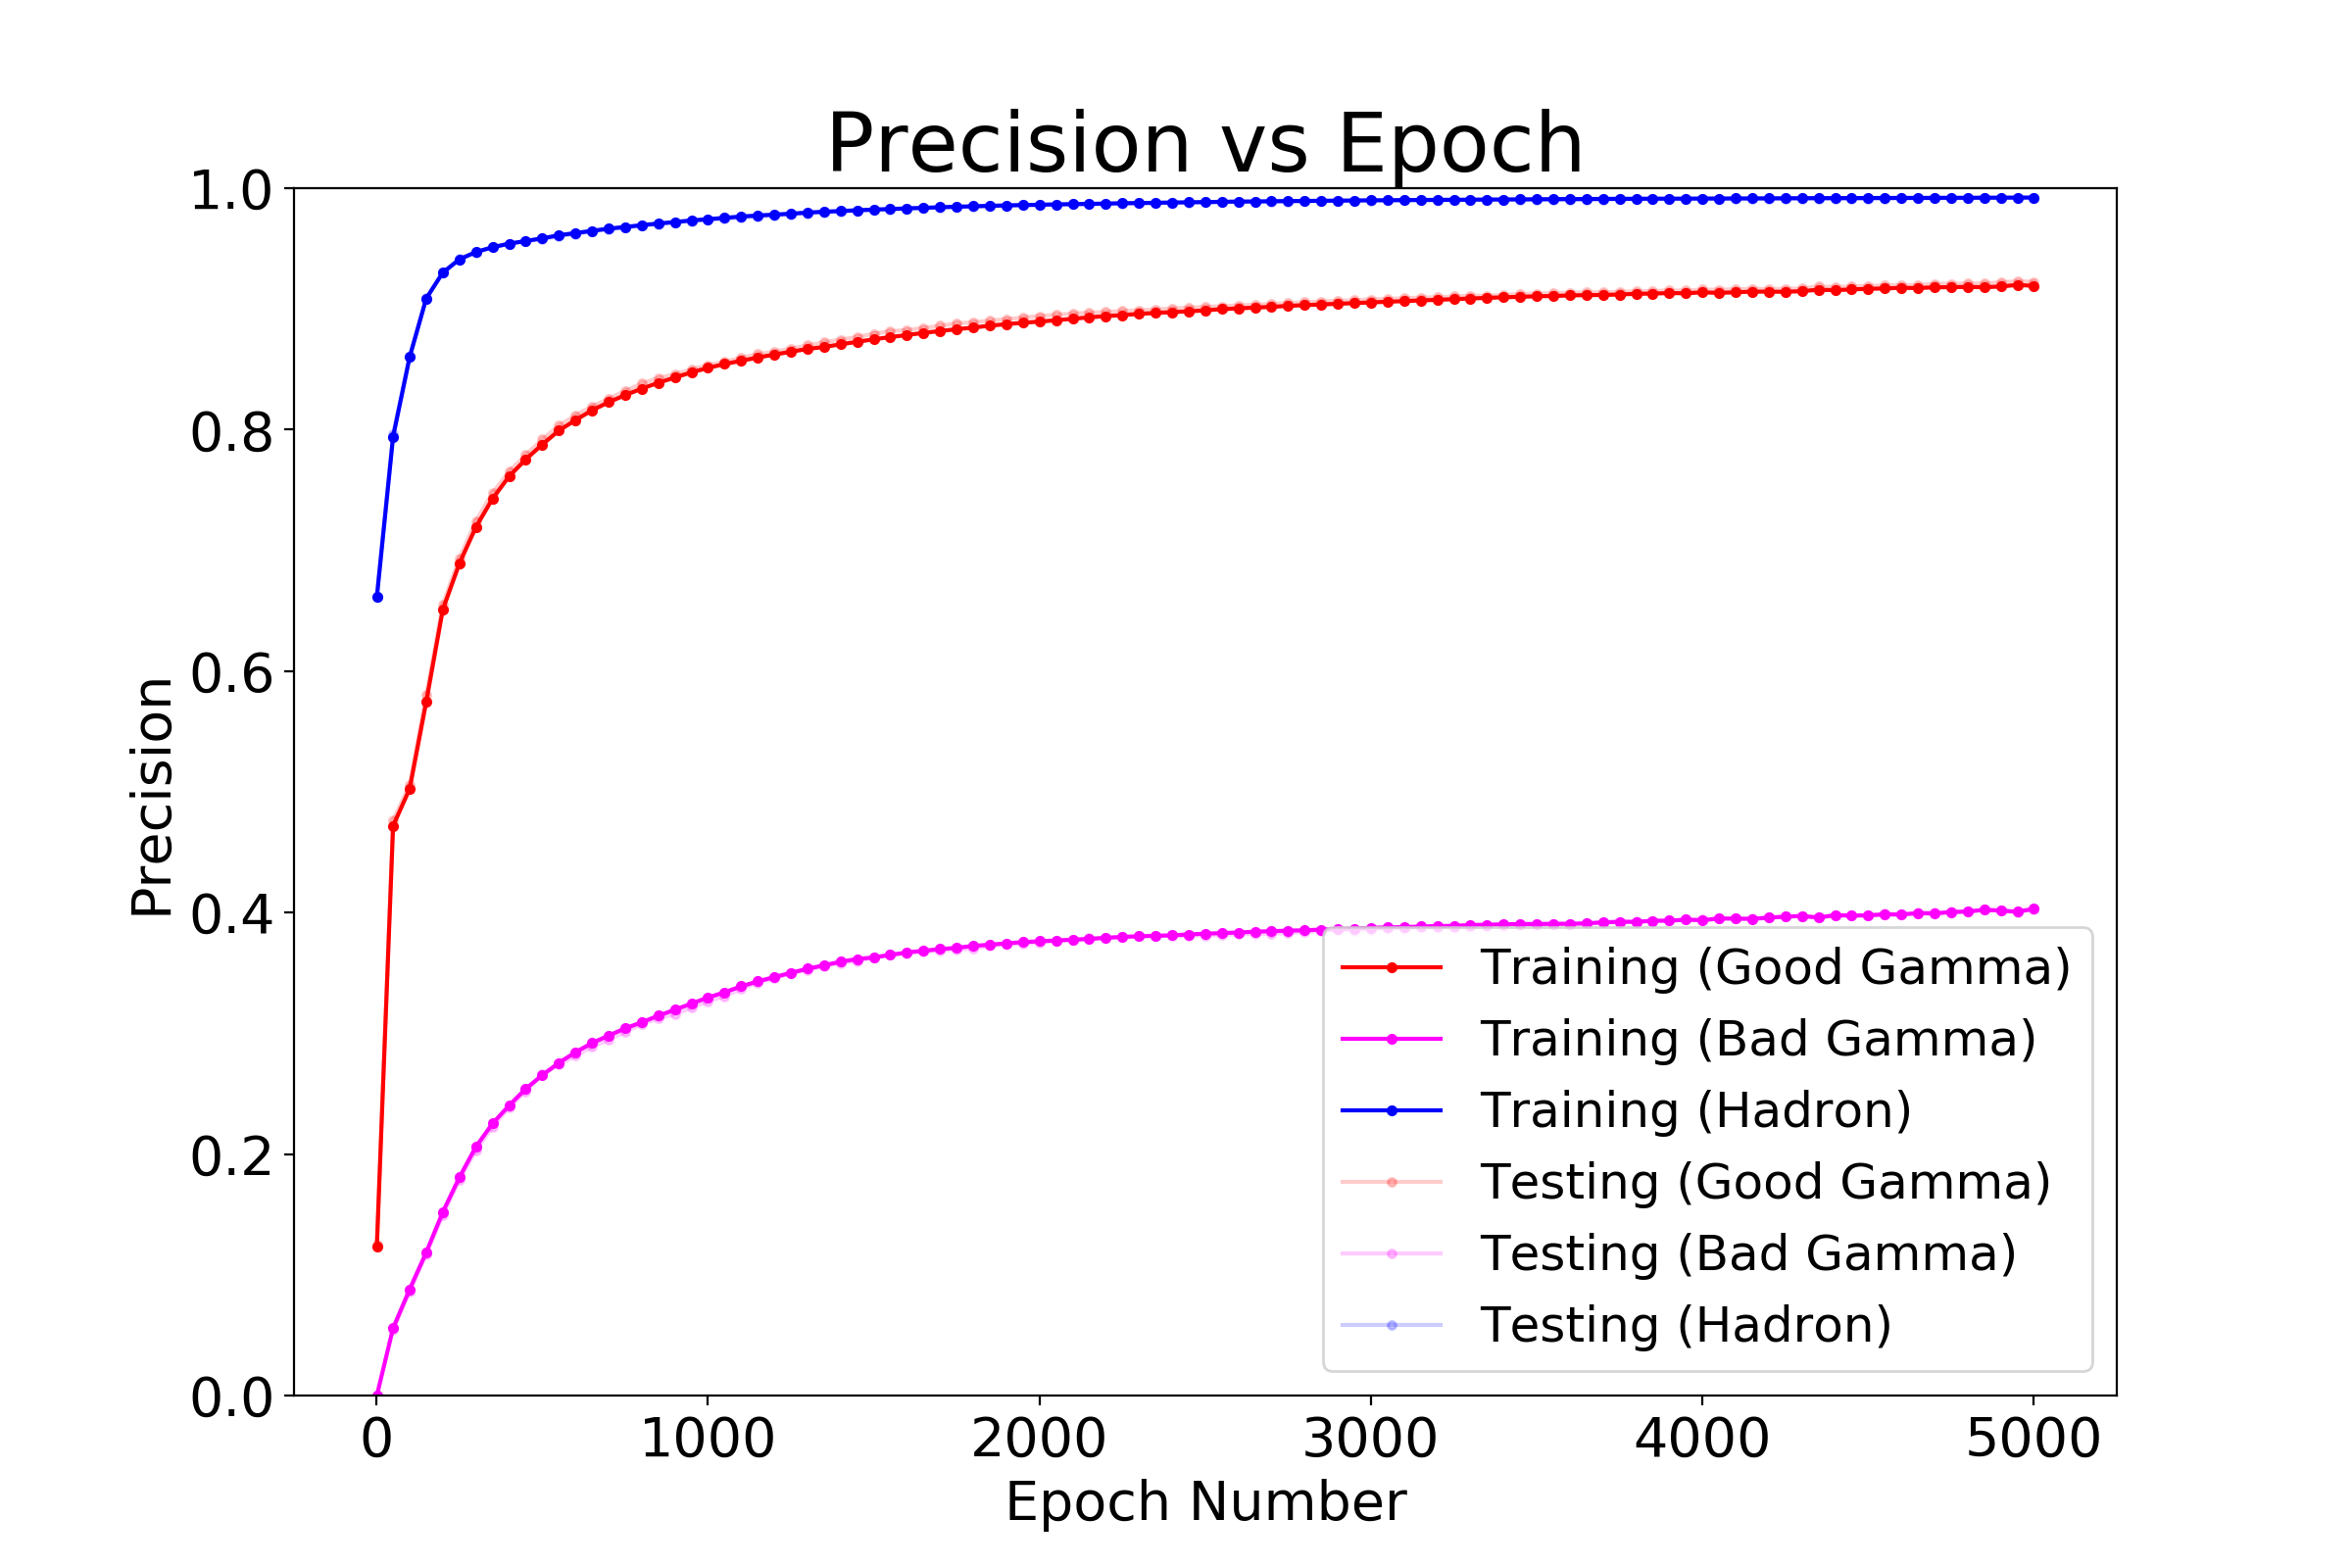 Precision vs Epoch
1.0
0.8
0.6
0.4
0.2
0.0
Precision
Training (Good Gamma)
Training (Bad Gamma)
Training (Hadron)
Testing (Good Gamma)
Testing (Bad Gamma)
Testing (Hadron)
0 1000 2000 3000 4000 5000
Epoch Number